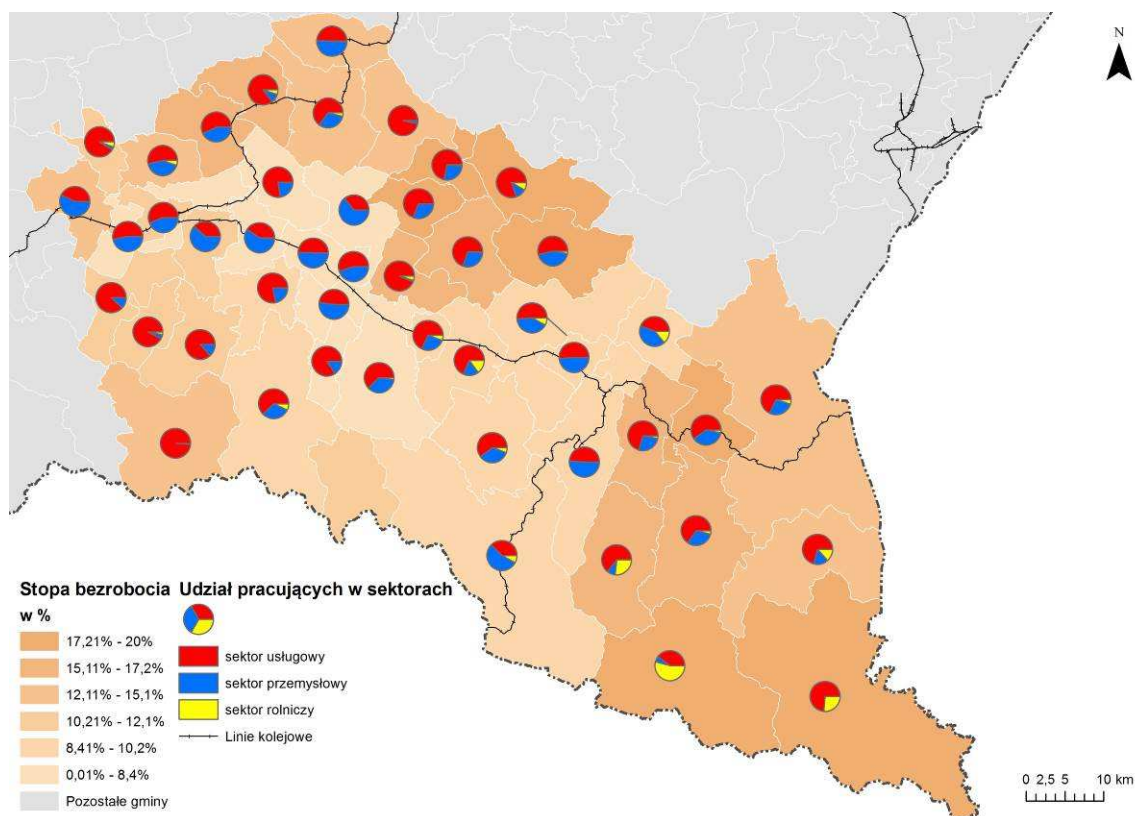 N
Stopa bezrobocia
w %
17,21% - 20%
15,11% - 17,2%
12,11% - 15,1%
10,21% - 12,1%
8,41% - 10,2%
0,01% - 8,4%
Pozostałe gminy
Udział pracujących w sektorach
sektor usługowy
sektor przemysłowy
sektor rolniczy
Linie kolejowe
0 2,5 5 10 km